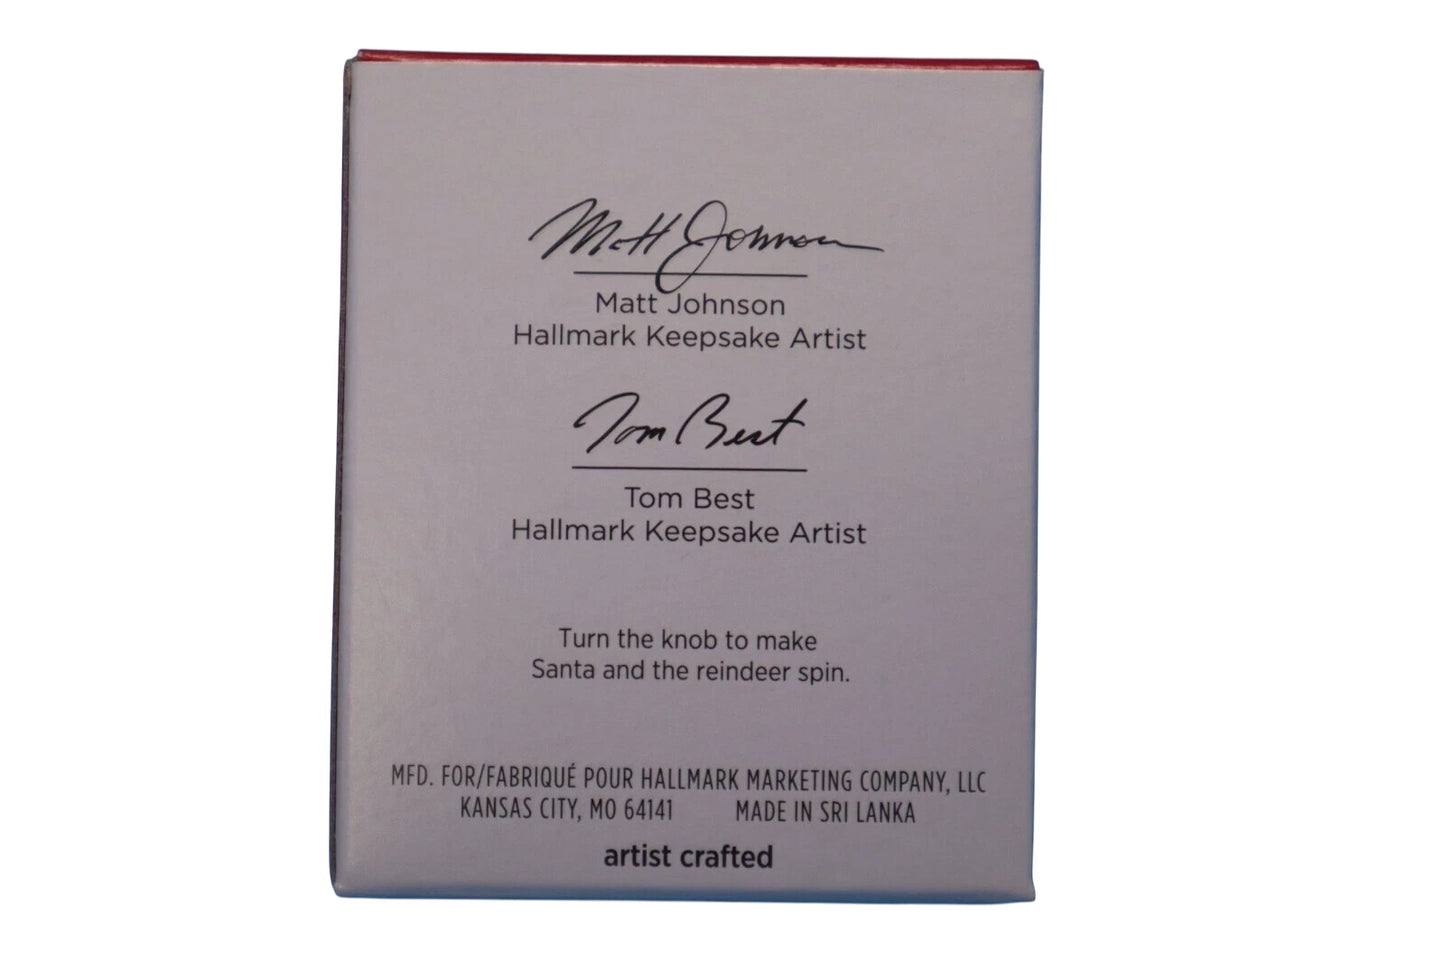 Matt Johnson
Matt Johnson
Hallmark Keepsake Artist
Tom Best
Tom Best
Hallmark Keepsake Artist
Turn the knob to make
Santa and the reindeer spin.
MFD. FOR/FABRIQUÉ POUR HALLMARK MARKETING COMPANY, LLC
KANSAS CITY, MO 64141 MADE IN SRI LANKA
artist crafted